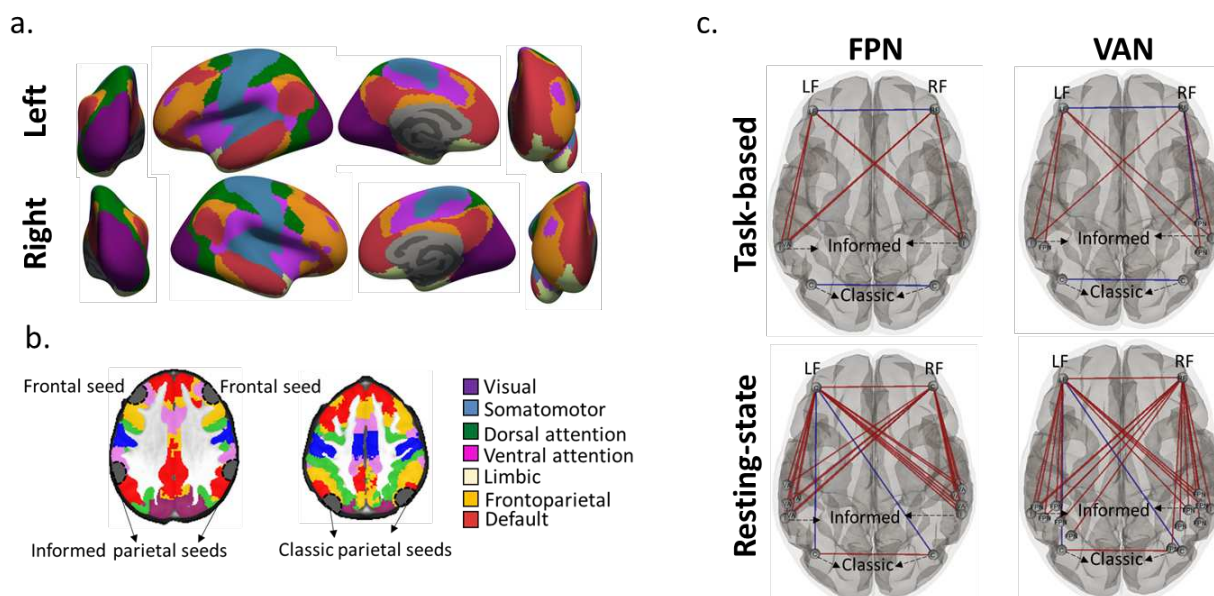 a.
Left
Right
b.
Frontal seed
Frontal seed
Informed parietal seeds
Classic parietal seeds
Visual
Somatomotor
Dorsal attention
Ventral attention
Limbic
Frontoparietal
Default
c.
FPN
VAN
Task-based
LF
RF
Informed
Classic
LF
RF
Informed
Classic
Resting-state
LF
RF
Informed
Classic
LF
RF
Informed
Classic